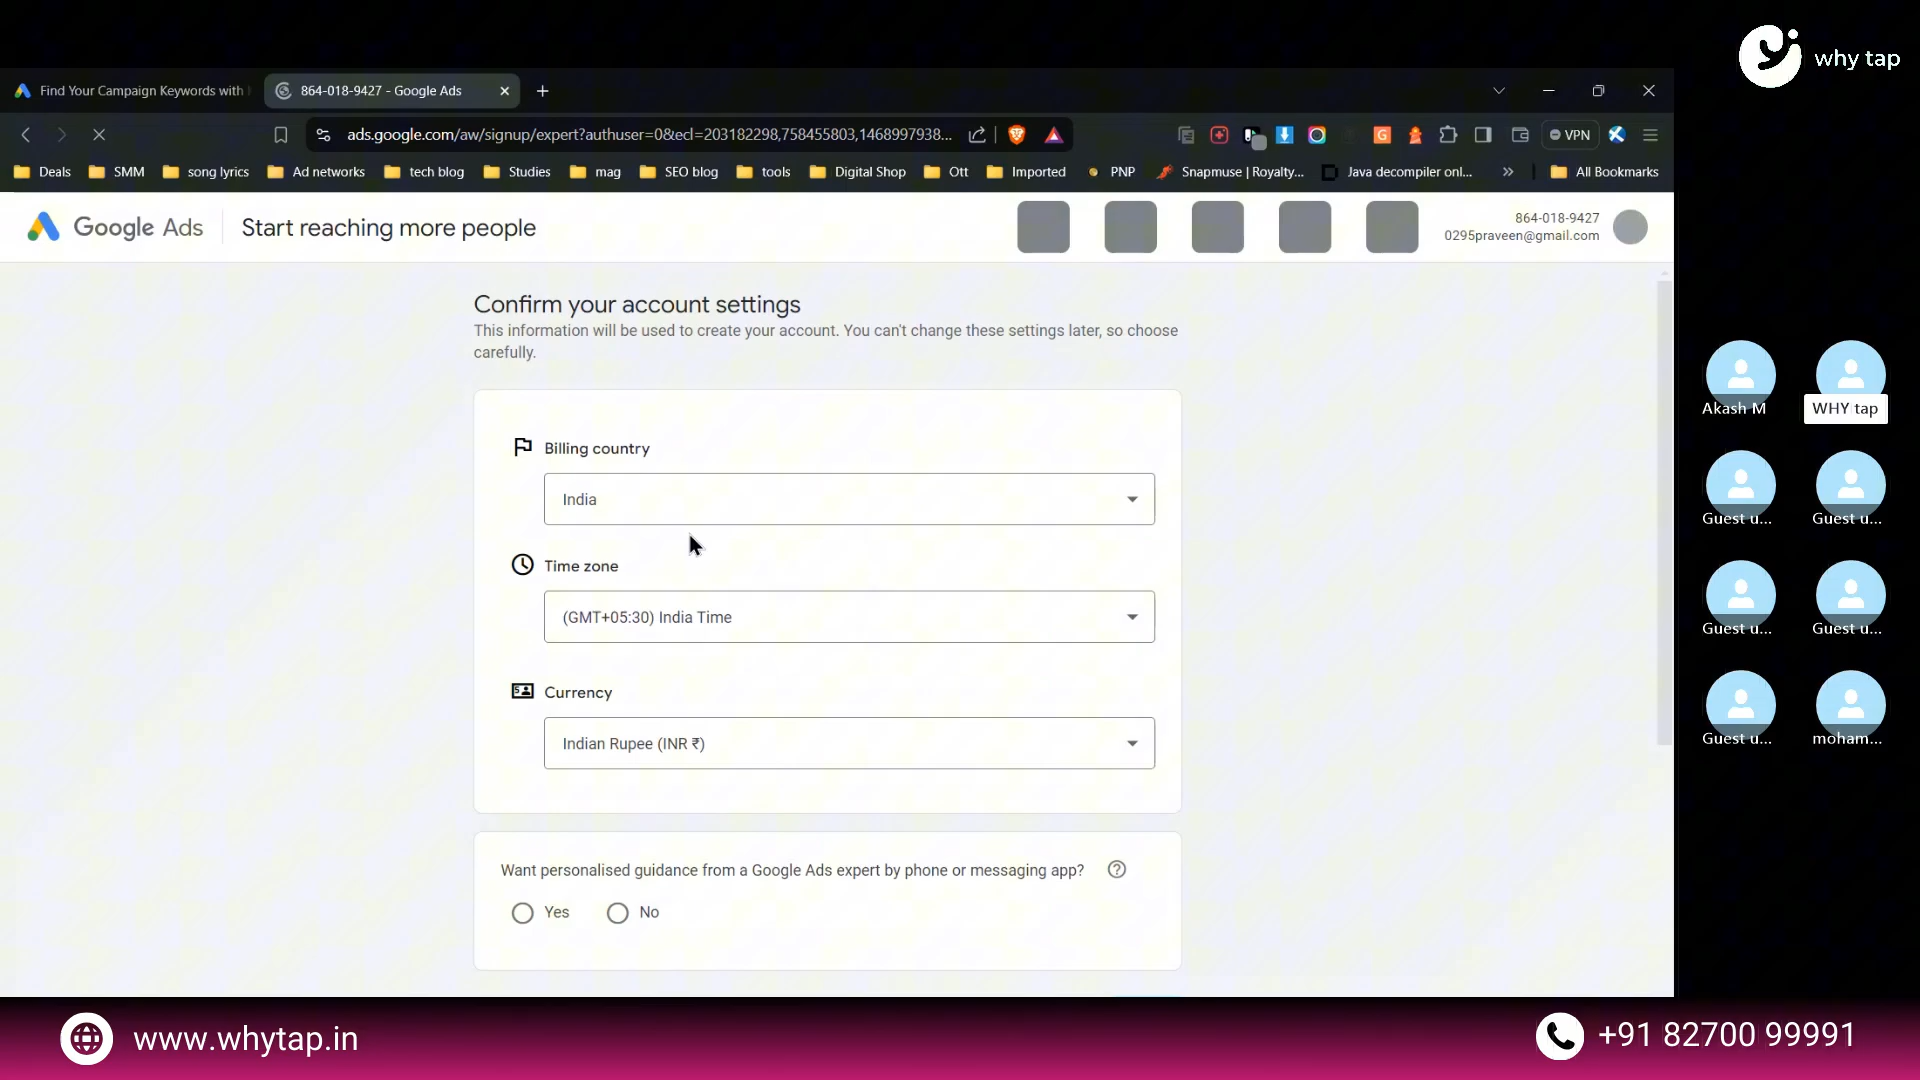 why tap
Find Your Campaign Keywords with
864-018-9427 - Google Ads
ads.google.com/aw/signup/expert?authuser=0&ecl=203182298,758455803,1468997938...
VPN
Deals
SMM
song lyrics
Ad networks
tech blog
Studies
mag
SEO blog
tools
Digital Shop
Ott
Imported
PNP
Snapmuse | Royalty...
Java decompiler onl...
»
All Bookmarks
Google Ads
Start reaching more people
864-018-9427
0295praveen@gmail.com
Confirm your account settings
This information will be used to create your account. You can't change these settings later, so choose
carefully.
Billing country
India
Time zone
(GMT+05:30) India Time
Currency
Indian Rupee (INR ₹)
Want personalised guidance from a Google Ads expert by phone or messaging app?
Yes
No
Akash M
WHY tap
Guest u...
Guest u...
Guest u...
Guest u...
Guest u...
moham...
www.whytap.in
+91 82700 99991